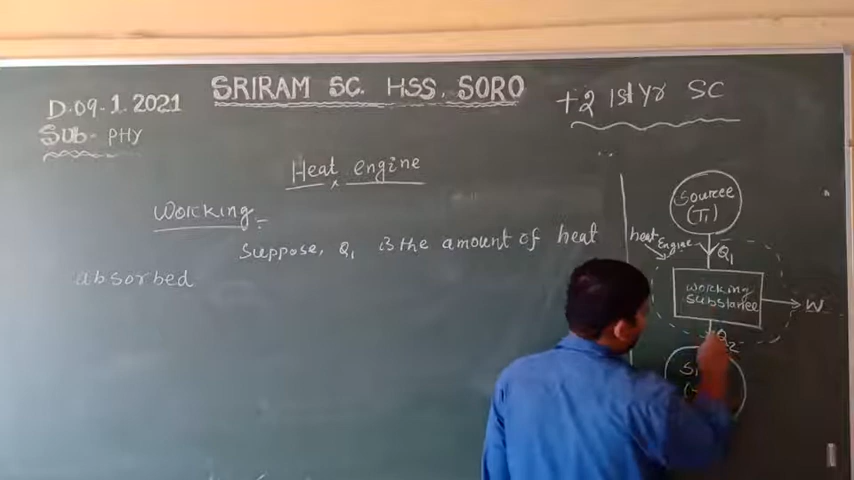 D.09-1.2021
SRIRAM SC. HSS. SORO
+2 1st Yr SC
Sub- PHY
Heat engine
Working -
Suppose, Q1 is the amount of heat
absorbed
Source
(T1)
heat Engine
Q1
Working
Substance
W
Q2